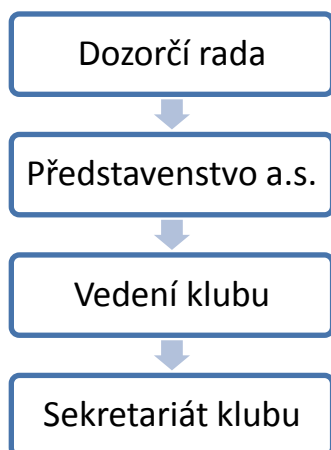 Dozorčí rada
Představenstvo a.s.
Vedení klubu
Sekretariát klubu